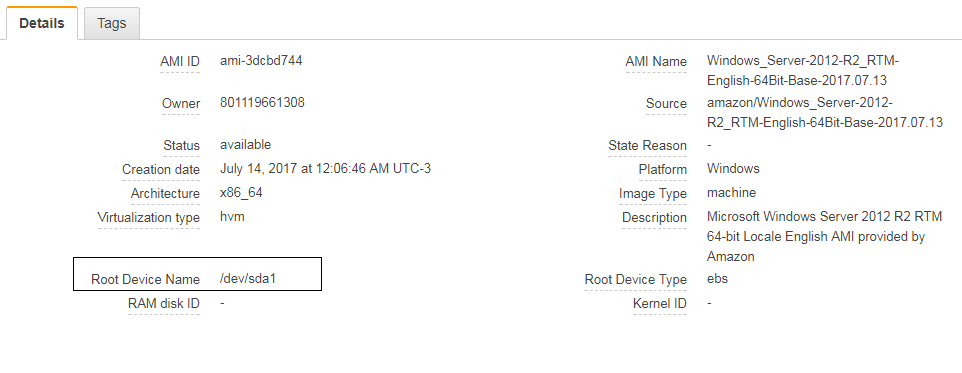 Details
Tags
AMI ID ami-3dcbd744
AMI Name Windows_Server-2012-R2_RTM-
English-64Bit-Base-2017.07.13
Owner 801119661308
Source amazon/Windows_Server-2012-
R2_RTM-English-64Bit-Base-2017.07.13
Status available
State Reason -
Creation date July 14, 2017 at 12:06:46 AM UTC-3
Platform Windows
Architecture x86_64
Image Type machine
Virtualization type hvm
Description Microsoft Windows Server 2012 R2 RTM
64-bit Locale English AMI provided by
Amazon
Root Device Name /dev/sda1
Root Device Type ebs
RAM disk ID -
Kernel ID -